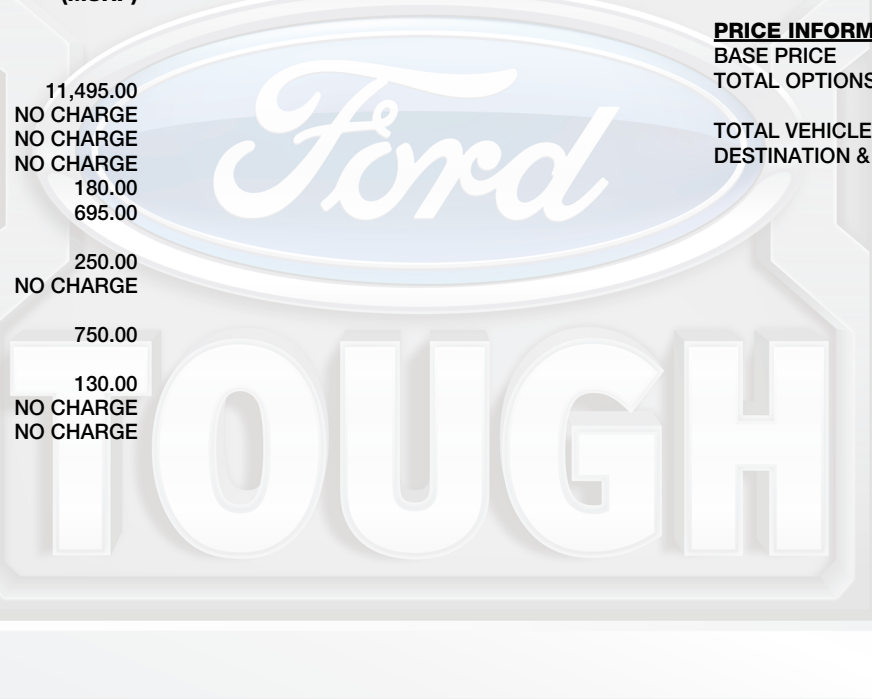 PRICE INFORM
BASE PRICE
TOTAL OPTIONS
TOTAL VEHICLE
DESTINATION &
11,495.00
NO CHARGE
NO CHARGE
NO CHARGE
180.00
695.00
250.00
NO CHARGE
750.00
130.00
NO CHARGE
NO CHARGE
Ford
TOUGH